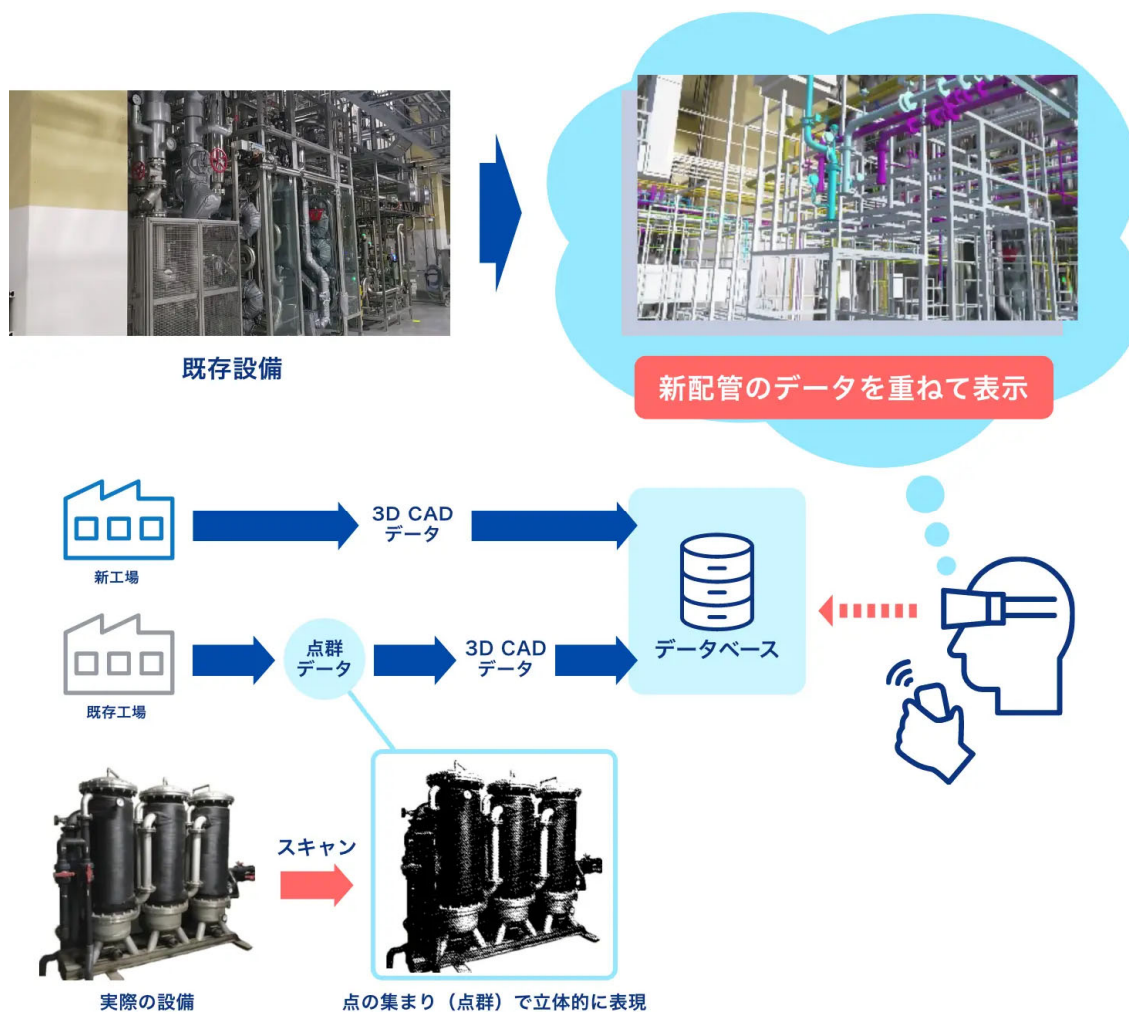 既存設備
新配管のデータを重ねて表示
新工場
3D CAD
データ
既存工場
点群
データ
3D CAD
データ
データベース
スキャン
実際の設備
点の集まり（点群）で立体的に表現